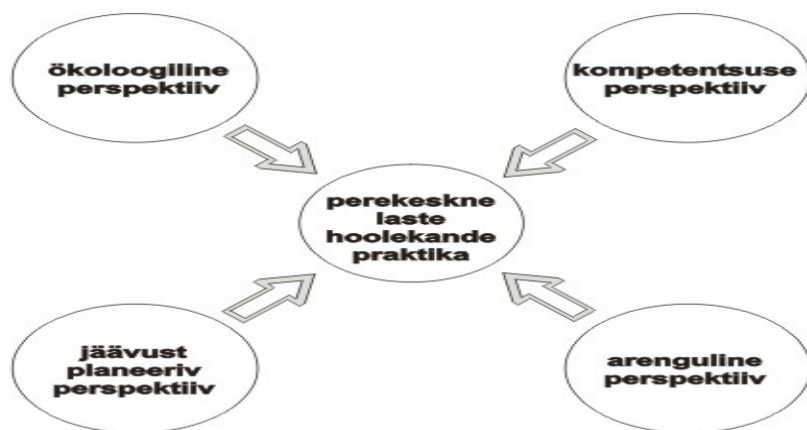 ökoloogiline
perspektiiv
kompetentsuse
perspektiiv
perekeskne
laste
hoolekande
praktika
jäävust
planeeriv
perspektiiv
arenguline
perspektiiv